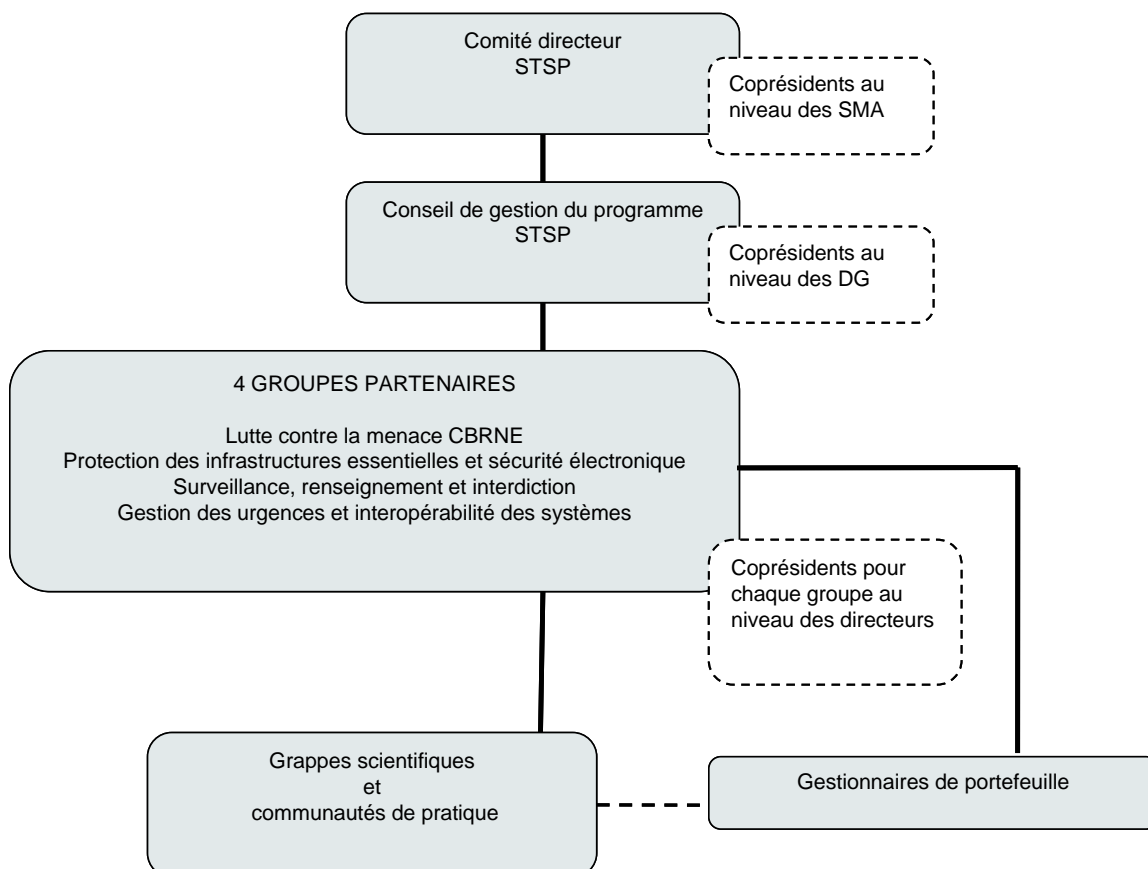 Comité directeur
STSP
Coprésidents au
niveau des SMA
Conseil de gestion du programme
STSP
Coprésidents au
niveau des DG
4 GROUPES PARTENAIRES
Lutte contre la menace CBRNE
Protection des infrastructures essentielles et sécurité électronique
Surveillance, renseignement et interdiction
Gestion des urgences et interopérabilité des systèmes
Coprésidents pour
chaque groupe au
niveau des directeurs
Grappes scientifiques
et
communautés de pratique
Gestionnaires de portefeuille